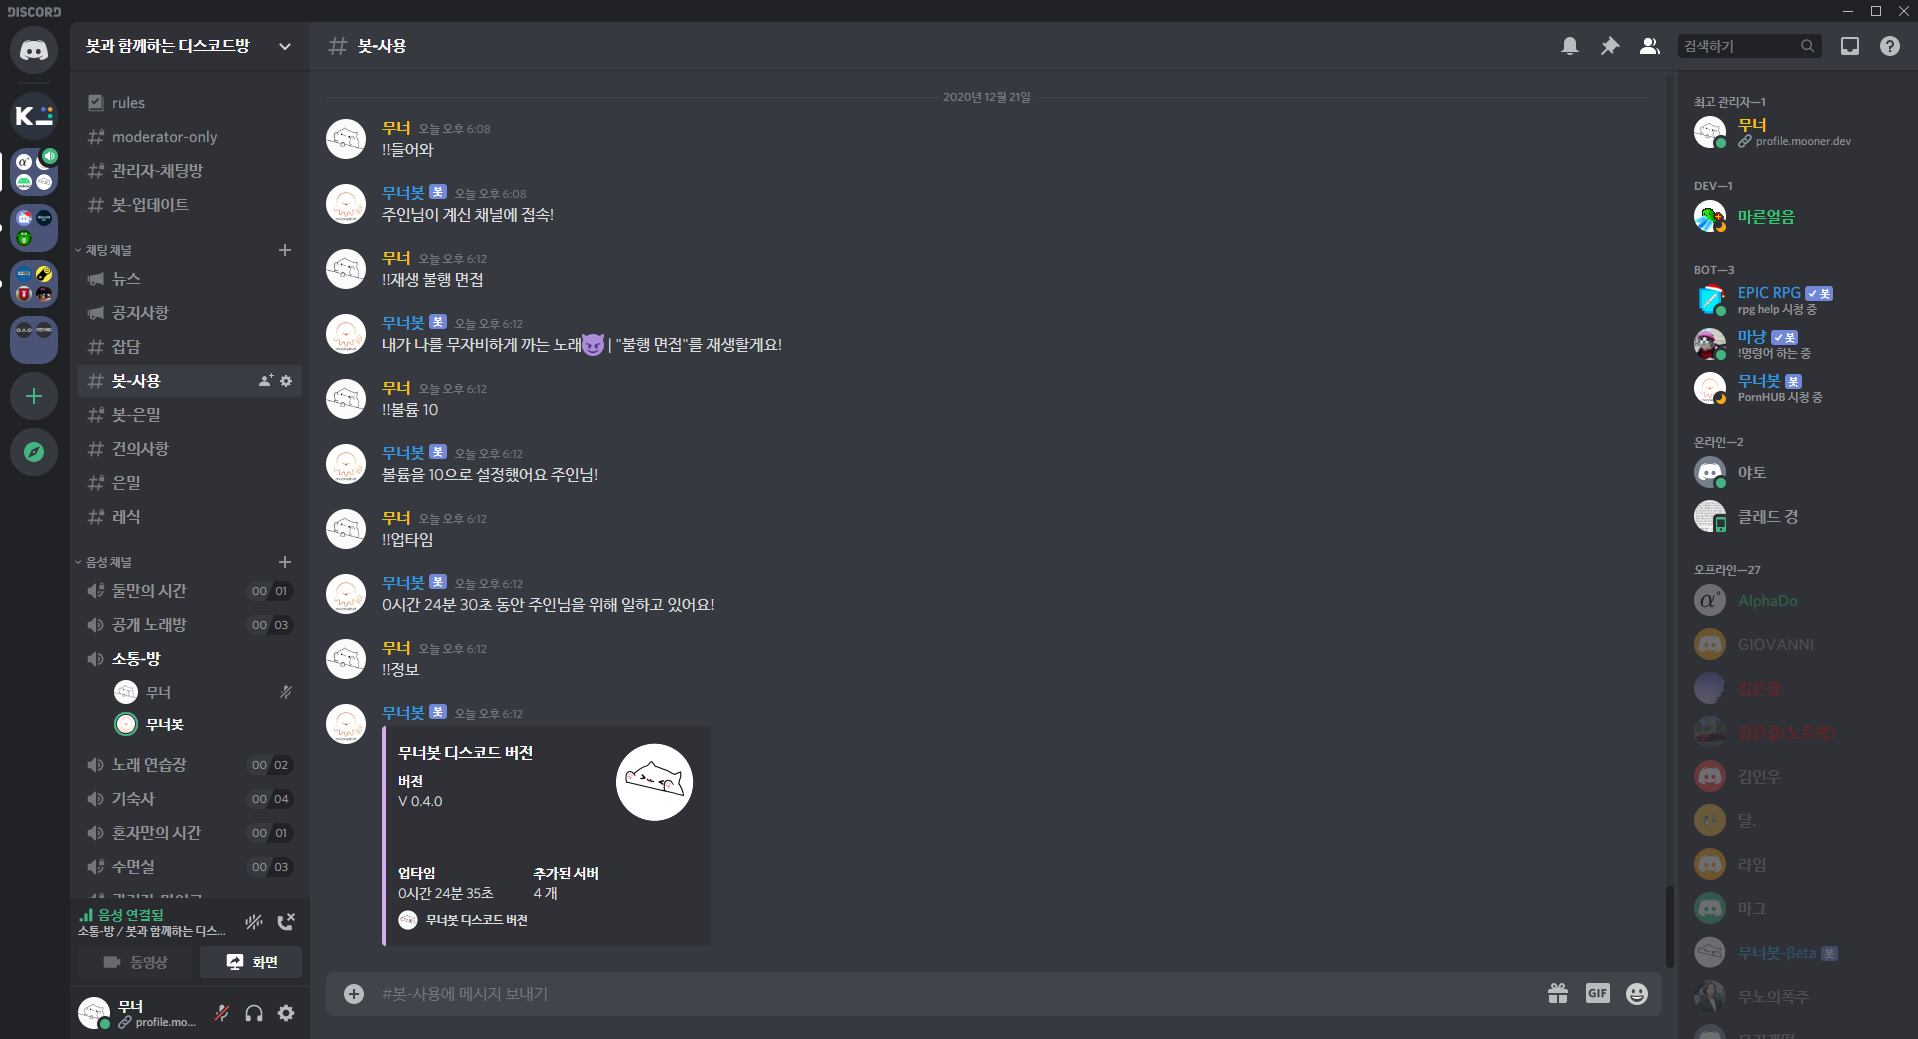 DISCORD
봇과 함께하는 디스코드방
rules
moderator-only
관리자-채팅방
봇-업데이트
채팅 채널
뉴스
공지사항
잡담
봇-사용
봇-은밀
건의사항
은밀
레식
음성 채널
둘만의 시간
00 01
공개 노래방
00 03
소통-방
무너
무너봇
노래 연습장
00 02
기숙사
00 04
혼자만의 시간
00 01
수면실
00 03
음성 연결됨
소통-방 / 봇과 함께하는 디스...
동영상
화면
무너
profile.mo...
봇-사용
검색하기
2020년 12월 21일
무너 오늘 오후 6:08
!!들어와
무너봇 봇 오늘 오후 6:08
주인님이 계신 채널에 접속!
무너 오늘 오후 6:12
!!재생 불행 면접
무너봇 봇 오늘 오후 6:12
내가 나를 무자비하게 까는 노래😈 | "불행 면접"를 재생할게요!
무너 오늘 오후 6:12
!!볼륨 10
무너봇 봇 오늘 오후 6:12
볼륨을 10으로 설정했어요 주인님!
무너 오늘 오후 6:12
!!업타임
무너봇 봇 오늘 오후 6:12
0시간 24분 30초 동안 주인님을 위해 일하고 있어요!
무너 오늘 오후 6:12
!!정보
무너봇 봇 오늘 오후 6:12
무너봇 디스코드 버전
버전
V 0.4.0
업타임
0시간 24분 35초
추가된 서버
4 개
무너봇 디스코드 버전
#봇-사용에 메시지 보내기
GIF
최고 관리자—1
무너
profile.mooner.dev
DEV—1
마른얼음
BOT—3
EPIC RPG 봇
rpg help 시청 중
마냥 봇
!명령어 하는 중
무너봇 봇
PornHUB 시청 중
온라인—2
야토
클레드 경
오프라인—27
AlphaDo
GIOVANNI
김은결
김은결(노트북)
김인우
달.
라임
마그
무너봇-βeta 봇
무노의폭주